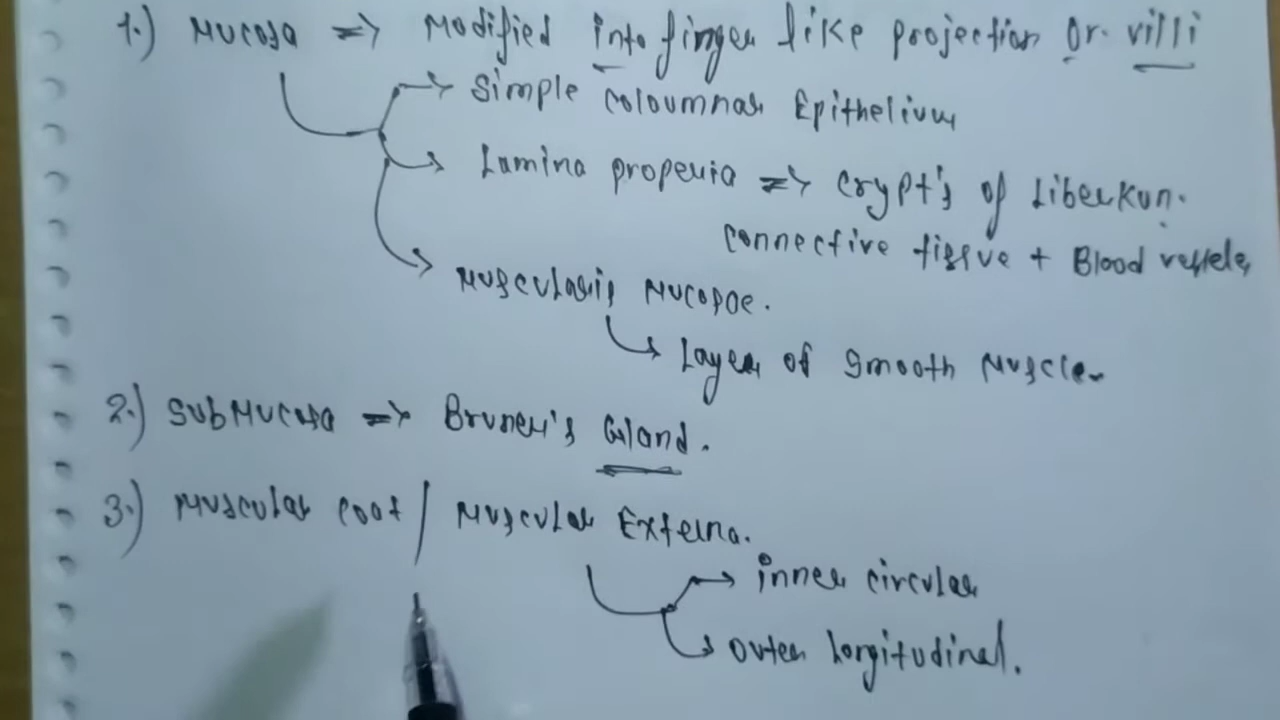 1.) Mucosa => Modified into finger like projection or villi
→ Simple coloumnar Epithelium
→ Lamina properia => crypt's of Liberkun.
connective tissue + Blood vessels
→ Muscularis Mucosae.
→ Layer of smooth Muscle.
2.) SubMucosa => Bruner's Gland.
3.) Muscular coat / Muscular Externa.
→ inner circular
→ outer longitudinal.